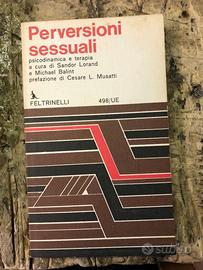 Perversioni
sessuali
psicodinamica e terapia
a cura di Sandor Lorand
e Michael Balint
prefazione di Cesare L. Musatti
FELTRINELLI
498/UE
subito